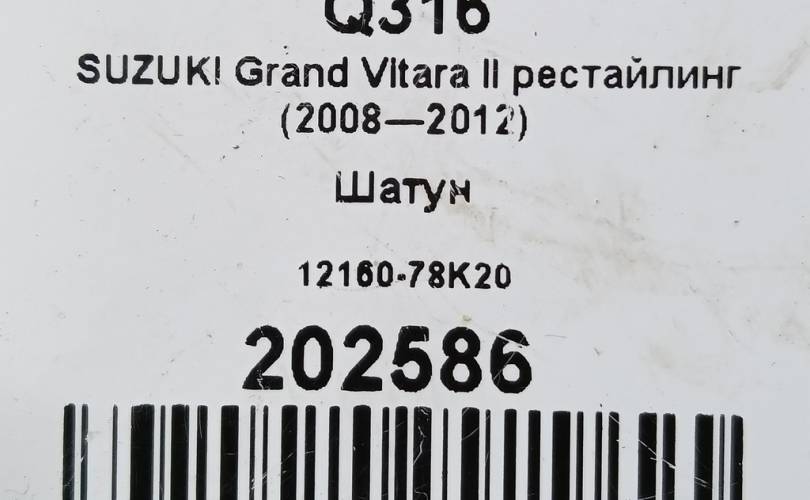 Q316
SUZUKI Grand Vitara II рестайлинг
(2008—2012)
Шатун
12160-78K20
202586